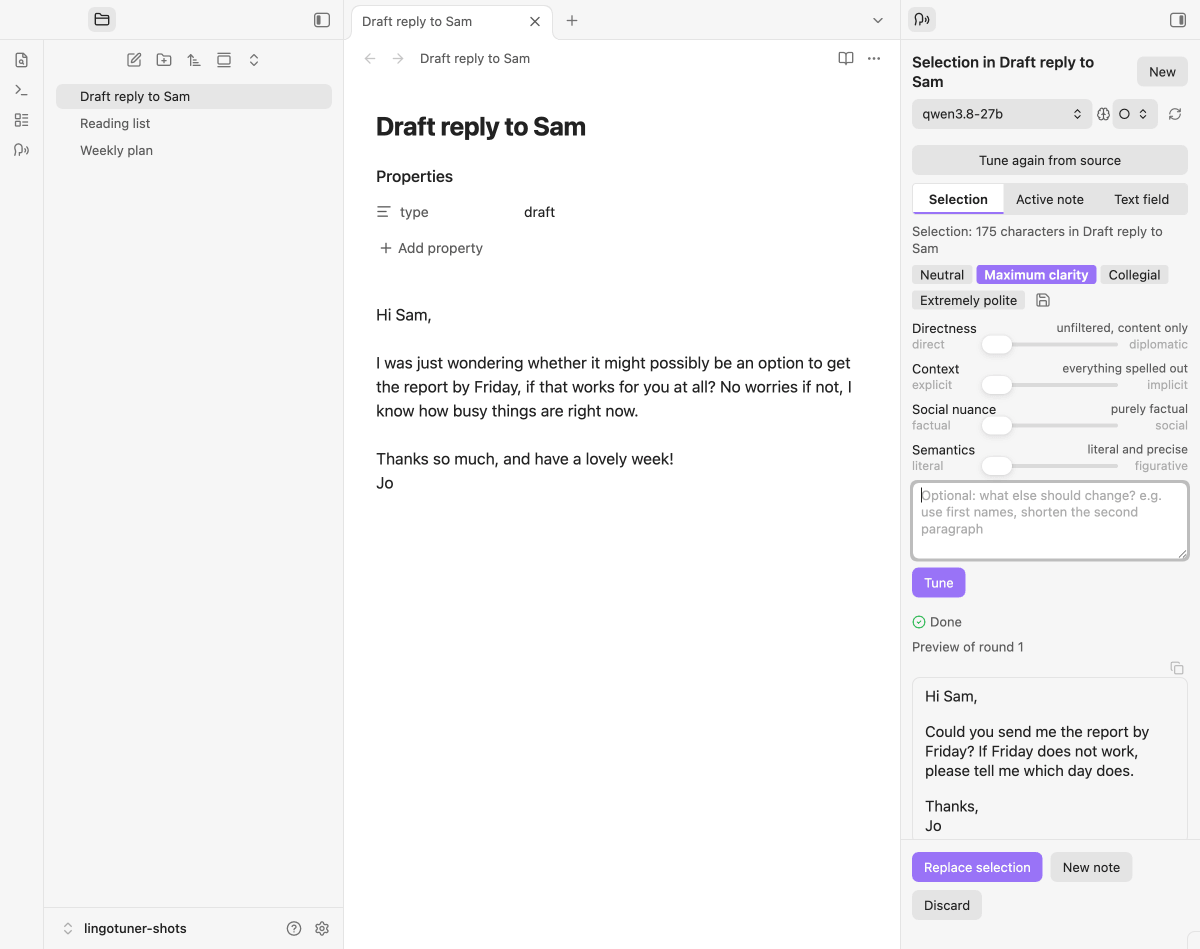 Draft reply to Sam
Draft reply to Sam
Reading list
Weekly plan
lingotuner-shots
Draft reply to Sam
Draft reply to Sam
Properties
type draft
Add property
Hi Sam,
I was just wondering whether it might possibly be an option to get
the report by Friday, if that works for you at all? No worries if not, I
know how busy things are right now.
Thanks so much, and have a lovely week!
Jo
Selection in Draft reply to
Sam
New
qwen3.8-27b
Tune again from source
Selection Active note Text field
Selection: 175 characters in Draft reply to
Sam
Neutral Maximum clarity Collegial
Extremely polite
Directness unfiltered, content only
direct diplomatic
Context everything spelled out
explicit implicit
Social nuance purely factual
factual social
Semantics literal and precise
literal figurative
Optional: what else should change? e.g.
use first names, shorten the second
paragraph
Tune
Done
Preview of round 1
Hi Sam,
Could you send me the report by
Friday? If Friday does not work,
please tell me which day does.
Thanks,
Jo
Replace selection New note
Discard